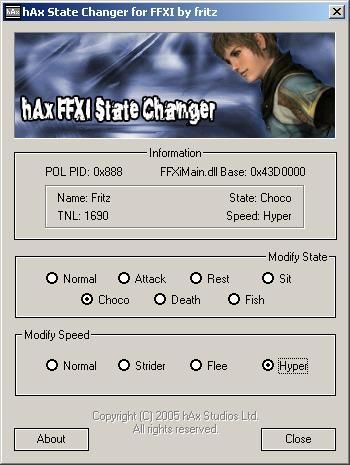 hAx hAx State Changer for FFXI by fritz
hAx FFXI State Changer
Information
POL PID: 0x888 FFXiMain.dll Base: 0x43D0000
Name: Fritz State: Choco
TNL: 1690 Speed: Hyper
Modify State
Normal Attack Rest Sit
Choco Death Fish
Modify Speed
Normal Strider Flee Hyper
Copyright (C) 2005 hAx Studios Ltd.
All rights reserved.
About Close